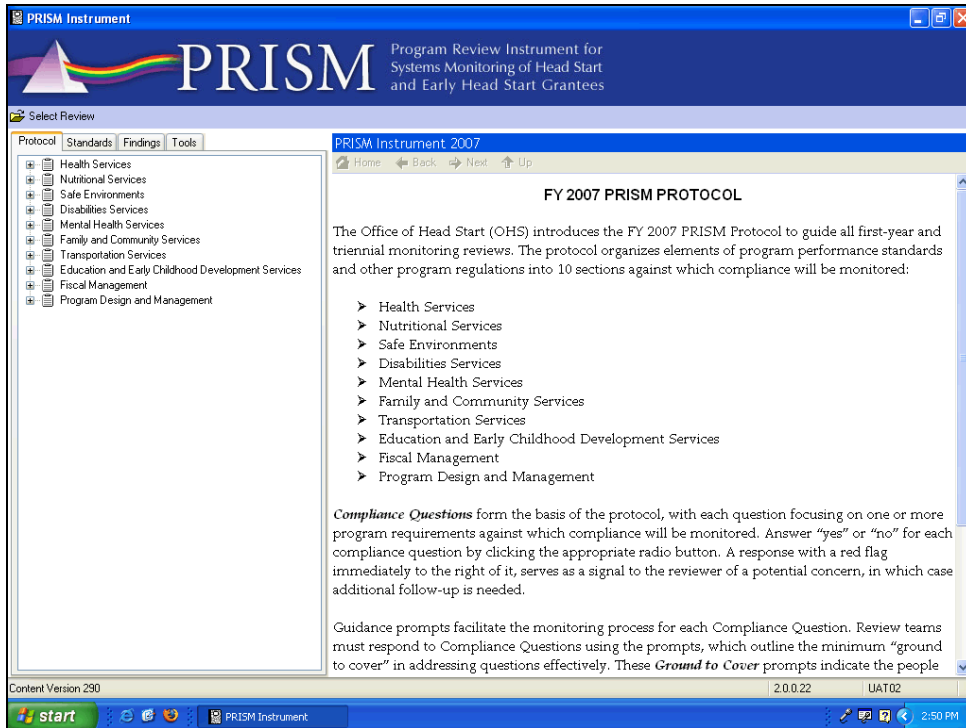 PRISM Instrument
PRISM
Program Review Instrument for
Systems Monitoring of Head Start
and Early Head Start Grantees
Select Review
Protocol Standards Findings Tools
Health Services
Nutritional Services
Safe Environments
Disabilities Services
Mental Health Services
Family and Community Services
Transportation Services
Education and Early Childhood Development Services
Fiscal Management
Program Design and Management
PRISM Instrument 2007
Home Back Next Up
FY 2007 PRISM PROTOCOL
The Office of Head Start (OHS) introduces the FY 2007 PRISM Protocol to guide all first-year and
triennial monitoring reviews. The protocol organizes elements of program performance standards
and other program regulations into 10 sections against which compliance will be monitored:
➢ Health Services
➢ Nutritional Services
➢ Safe Environments
➢ Disabilities Services
➢ Mental Health Services
➢ Family and Community Services
➢ Transportation Services
➢ Education and Early Childhood Development Services
➢ Fiscal Management
➢ Program Design and Management
Compliance Questions form the basis of the protocol, with each question focusing on one or more
program requirements against which compliance will be monitored. Answer “yes” or “no” for each
compliance question by clicking the appropriate radio button. A response with a red flag
immediately to the right of it, serves as a signal to the reviewer of a potential concern, in which case
additional follow-up is needed.
Guidance prompts facilitate the monitoring process for each Compliance Question. Review teams
must respond to Compliance Questions using the prompts, which outline the minimum “ground
to cover” in addressing questions effectively. These Ground to Cover prompts indicate the people
Content Version 290
2.0.0.22
UAT02
start
PRISM Instrument
2:50 PM